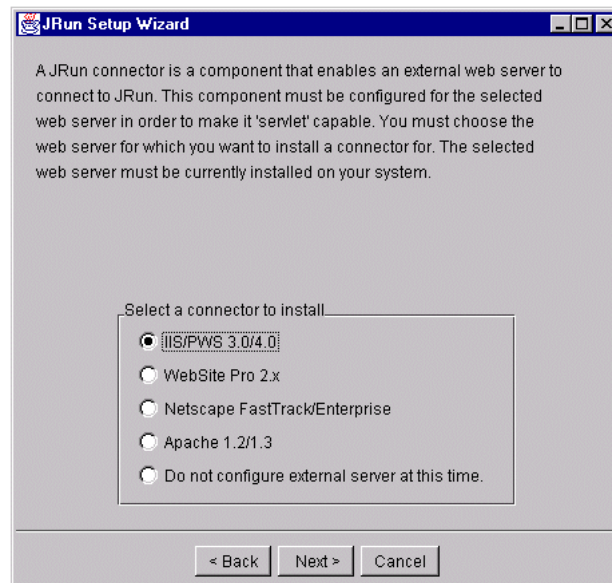 JRun Setup Wizard
A JRun connector is a component that enables an external web server to
connect to JRun. This component must be configured for the selected
web server in order to make it 'servlet' capable. You must choose the
web server for which you want to install a connector for. The selected
web server must be currently installed on your system.
Select a connector to install
IIS/PWS 3.0/4.0
WebSite Pro 2.x
Netscape FastTrack/Enterprise
Apache 1.2/1.3
Do not configure external server at this time.
< Back
Next >
Cancel